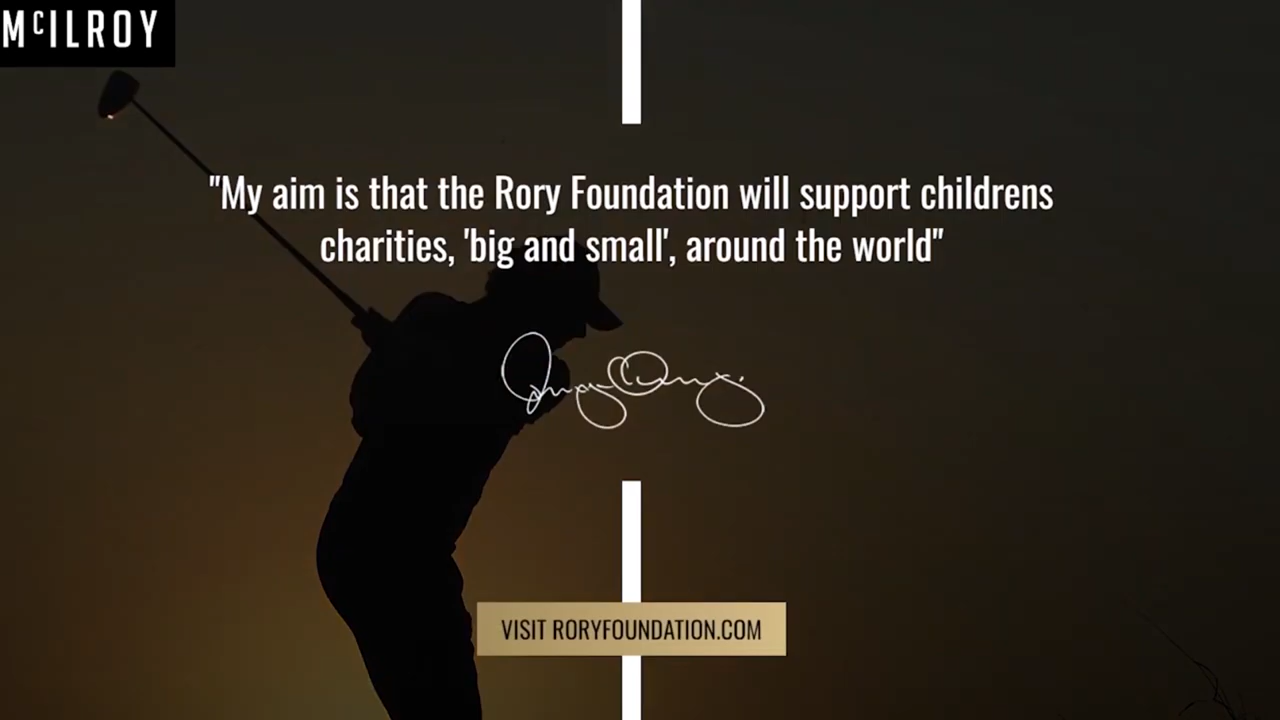 McILROY
"My aim is that the Rory Foundation will support childrens
charities, 'big and small', around the world"
VISIT RORYFOUNDATION.COM